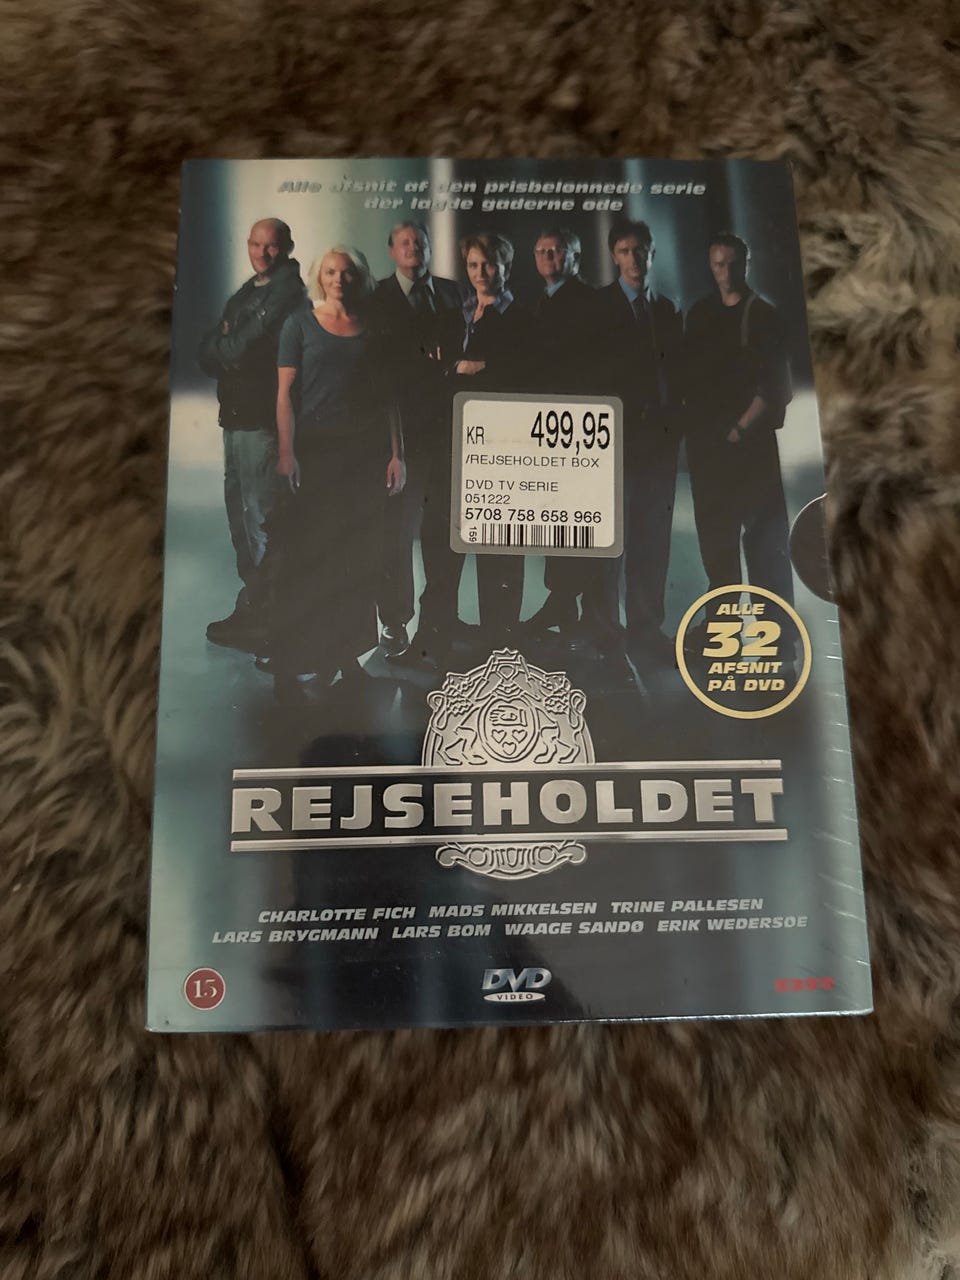 Alle afsnit af den prisbelønnede serie
der lagde gaderne øde
KR 499,95
/REJSEHOLDET BOX
DVD TV SERIE
051222
5708 758 658 966
159
ALLE
32
AFSNIT
PÅ DVD
REJSEHOLDET
CHARLOTTE FICH MADS MIKKELSEN TRINE PALLESEN
LARS BRYGMANN LARS BOM WAAGE SANDØ ERIK WEDERSØE
15
DVD
VIDEO